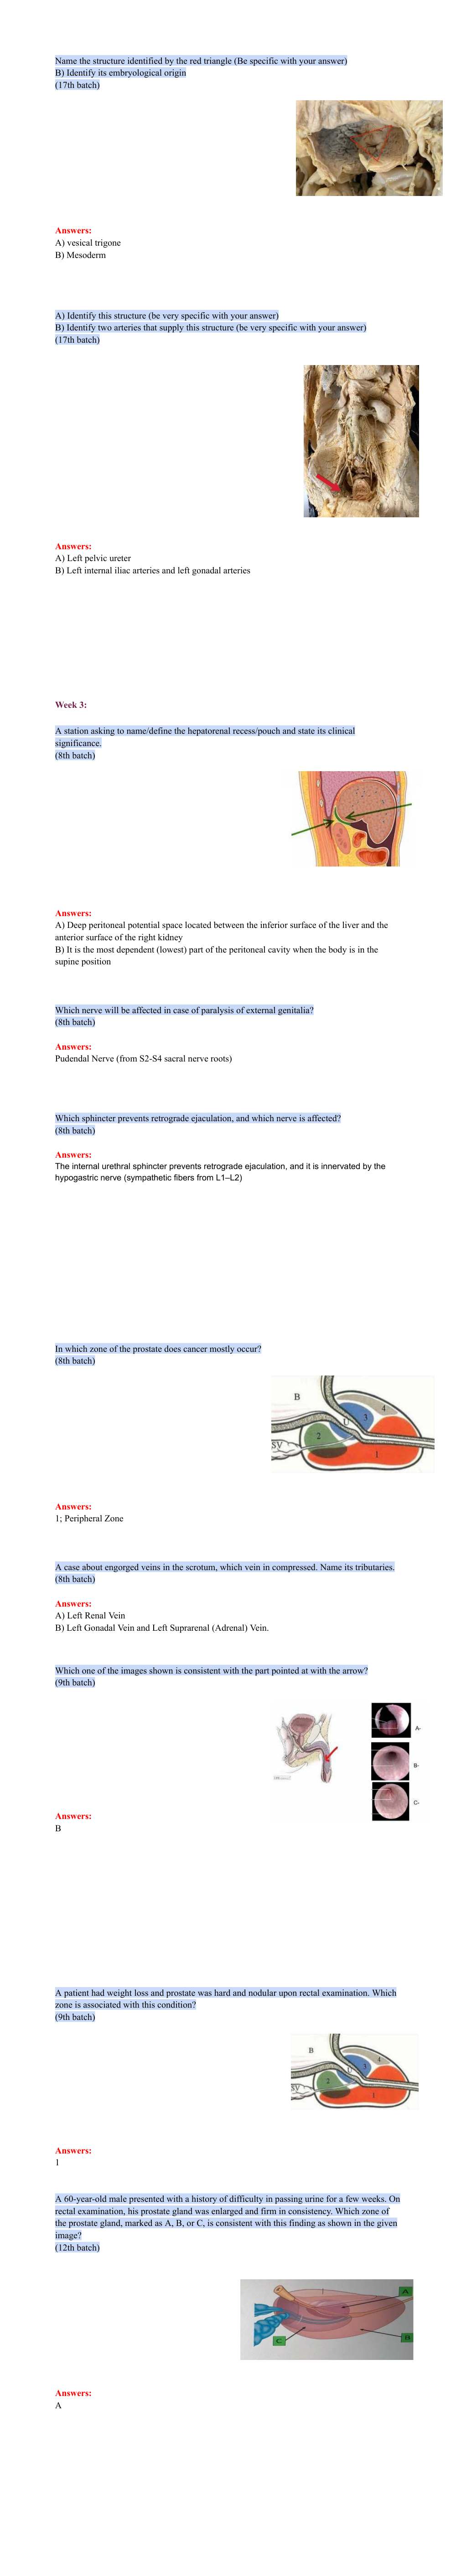 Name the structure identified by the red triangle (Be specific with your answer)
B) Identify its embryological origin
(17th batch)
Answers:
A) vesical trigone
B) Mesoderm
A) Identify this structure (be very specific with your answer)
B) Identify two arteries that supply this structure (be very specific with your answer)
(17th batch)
Answers:
A) Left pelvic ureter
B) Left internal iliac arteries and left gonadal arteries
Week 3:
A station asking to name/define the hepatorenal recess/pouch and state its clinical
significance.
(8th batch)
Answers:
A) Deep peritoneal potential space located between the inferior surface of the liver and the
anterior surface of the right kidney
B) It is the most dependent (lowest) part of the peritoneal cavity when the body is in the
supine position
Which nerve will be affected in case of paralysis of external genitalia?
(8th batch)
Answers:
Pudendal Nerve (from S2-S4 sacral nerve roots)
Which sphincter prevents retrograde ejaculation, and which nerve is affected?
(8th batch)
Answers:
The internal urethral sphincter prevents retrograde ejaculation, and it is innervated by the
hypogastric nerve (sympathetic fibers from L1–L2)
In which zone of the prostate does cancer mostly occur?
(8th batch)
B
4
3
U
2
SV
1
Answers:
1; Peripheral Zone
A case about engorged veins in the scrotum, which vein in compressed. Name its tributaries.
(8th batch)
Answers:
A) Left Renal Vein
B) Left Gonadal Vein and Left Suprarenal (Adrenal) Vein.
Which one of the images shown is consistent with the part pointed at with the arrow?
(9th batch)
A-
B-
C-
Answers:
B
A patient had weight loss and prostate was hard and nodular upon rectal examination. Which
zone is associated with this condition?
(9th batch)
B
4
3
U
2
SV
1
Answers:
1
A 60-year-old male presented with a history of difficulty in passing urine for a few weeks. On
rectal examination, his prostate gland was enlarged and firm in consistency. Which zone of
the prostate gland, marked as A, B, or C, is consistent with this finding as shown in the given
image?
(12th batch)
A
C
B
Answers:
A